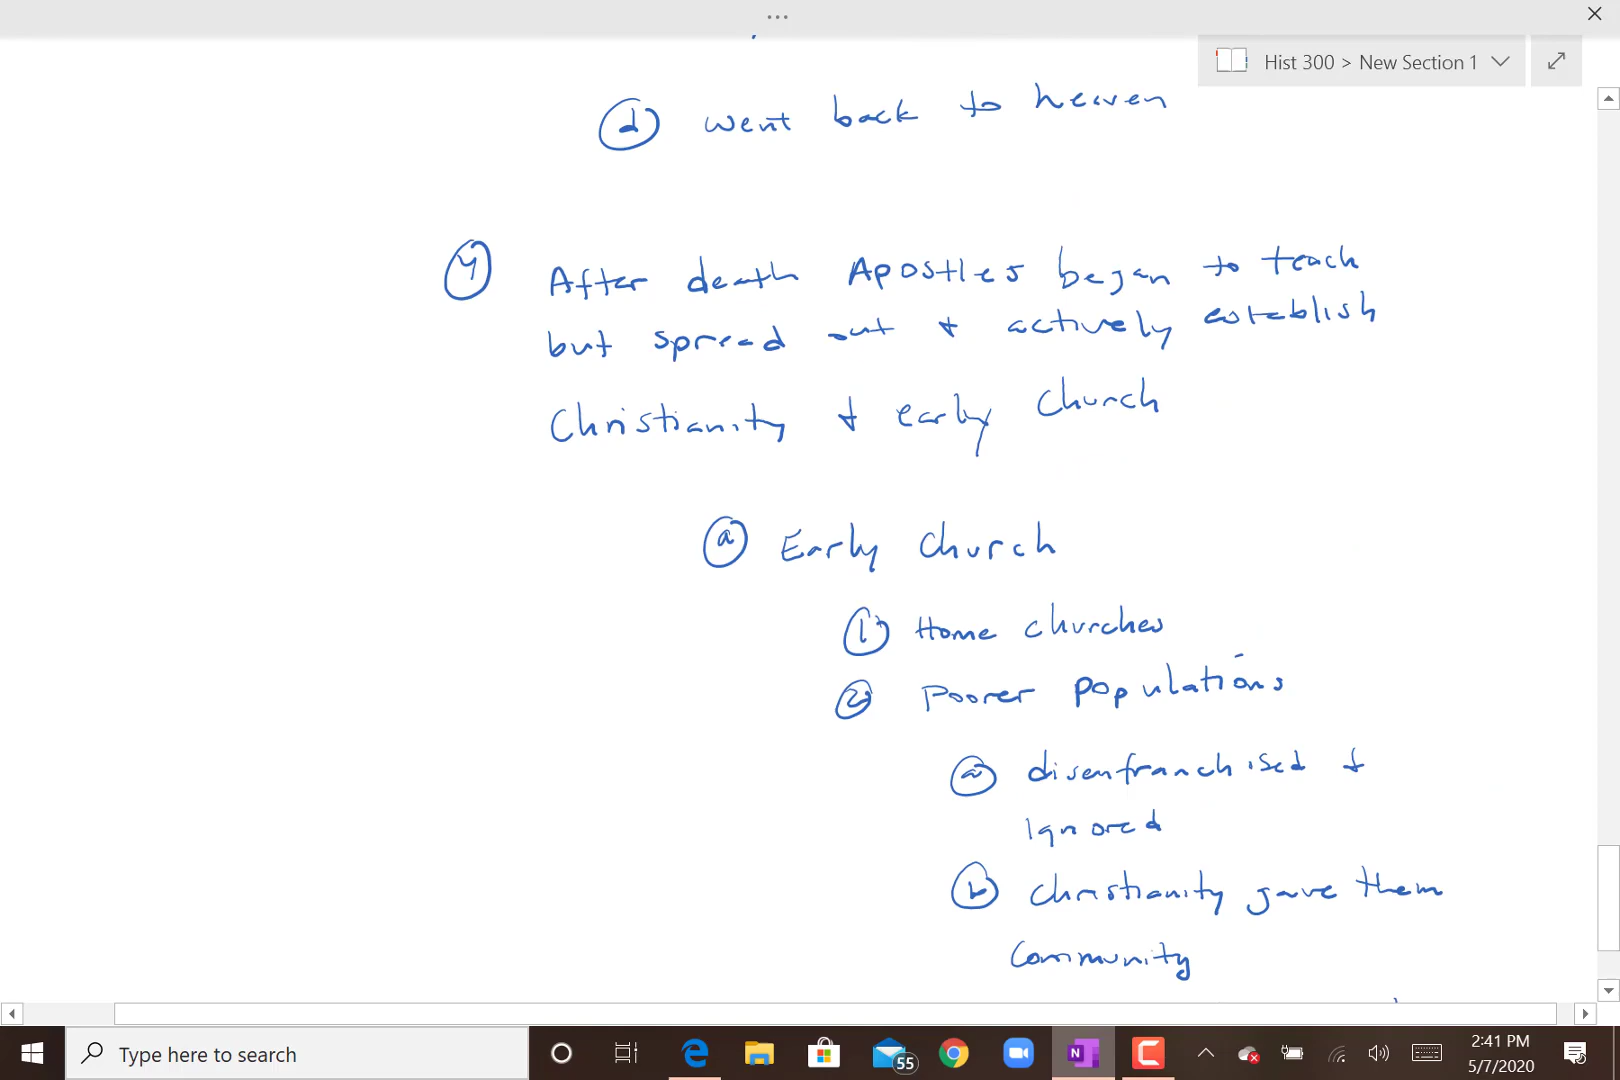 Hist 300 > New Section 1
d went back to heaven
4 After death Apostles began to teach
but spread out + actively establish
Christianity + early church
a Early Church
1 Home churches
2 Poorer populations
a disenfranchised +
ignored
b christianity gave them
community
Type here to search
55
2:41 PM
5/7/2020